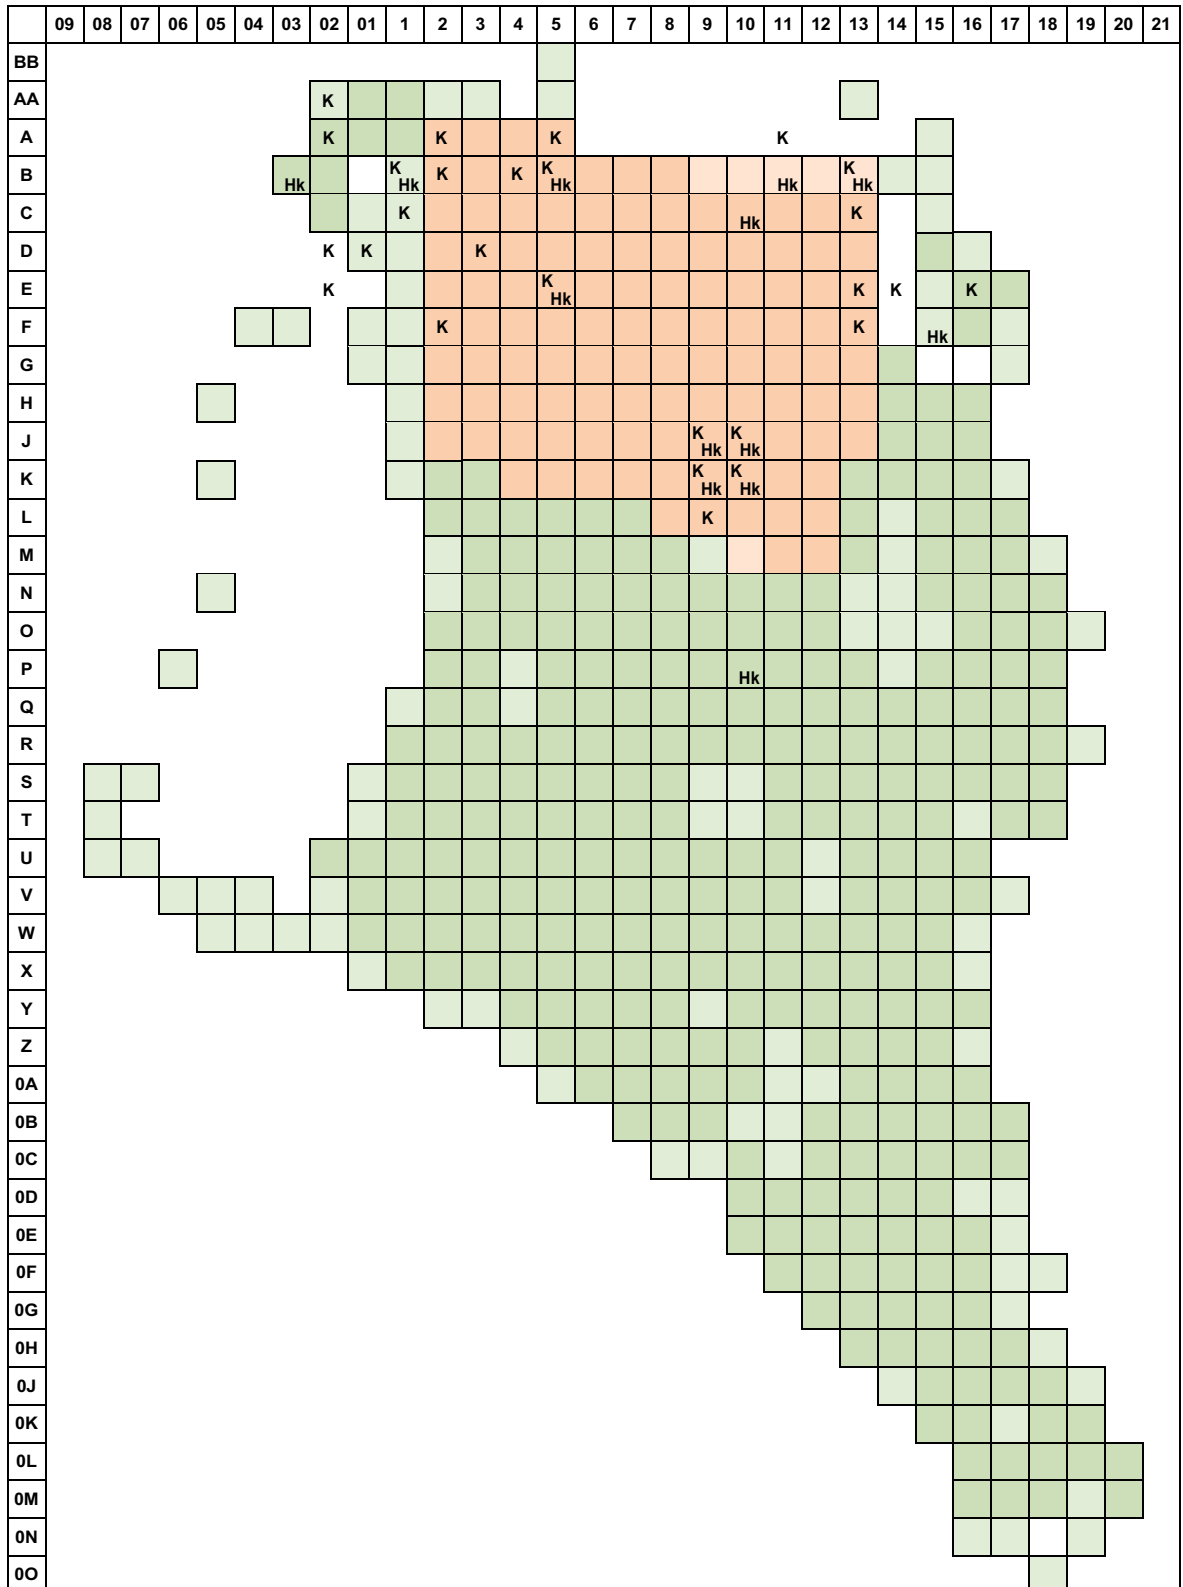 09 08 07 06 05 04 03 02 01 1 2 3 4 5 6 7 8 9 10 11 12 13 14 15 16 17 18 19 20 21
BB
AA K
A K K K K
B Hk K Hk K K K Hk Hk K Hk
C K Hk K
D K K K
E K K Hk K K K
F K K Hk
G
H
J K Hk K Hk
K K Hk K Hk
L K
M
N
O
P Hk
Q
R
S
T
U
V
W
X
Y
Z
0A
0B
0C
0D
0E
0F
0G
0H
0J
0K
0L
0M
0N
0O